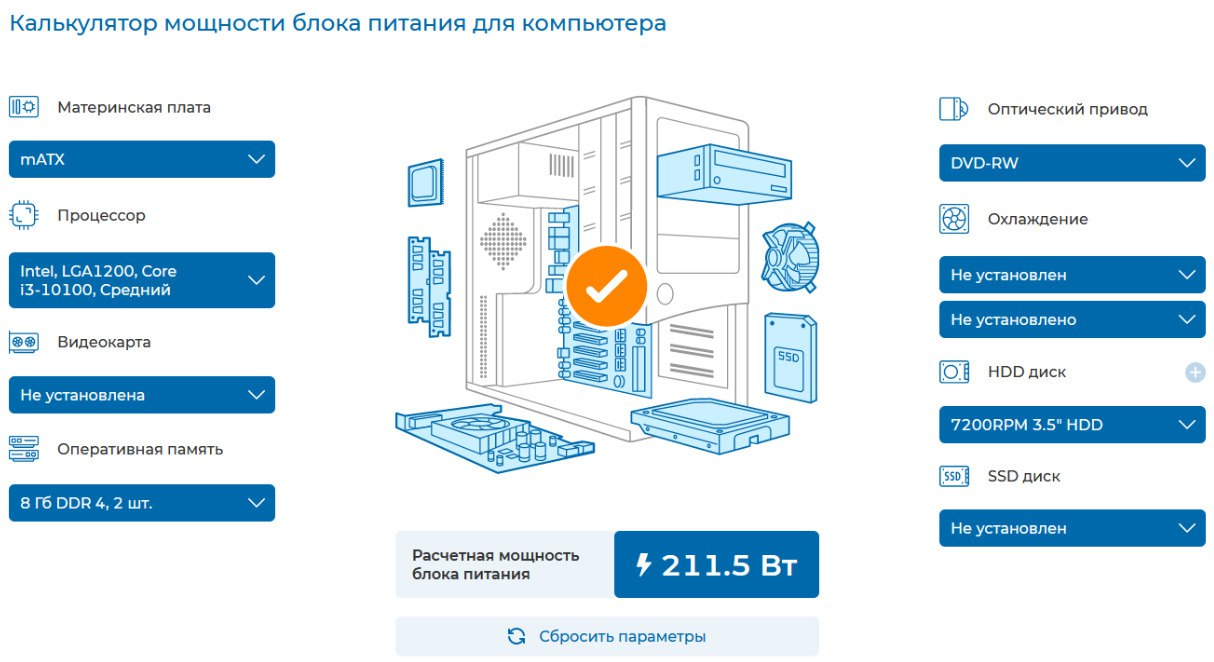 Калькулятор мощности блока питания для компьютера
Материнская плата
mATX
Процессор
Intel, LGA1200, Core
i3-10100, Средний
Видеокарта
Не установлена
Оперативная память
8 Гб DDR 4, 2 шт.
SSD
Расчетная мощность
блока питания
211.5 Вт
Сбросить параметры
Оптический привод
DVD-RW
Охлаждение
Не установлен
Не установлено
HDD диск
7200RPM 3.5" HDD
SSD
SSD диск
Не установлен